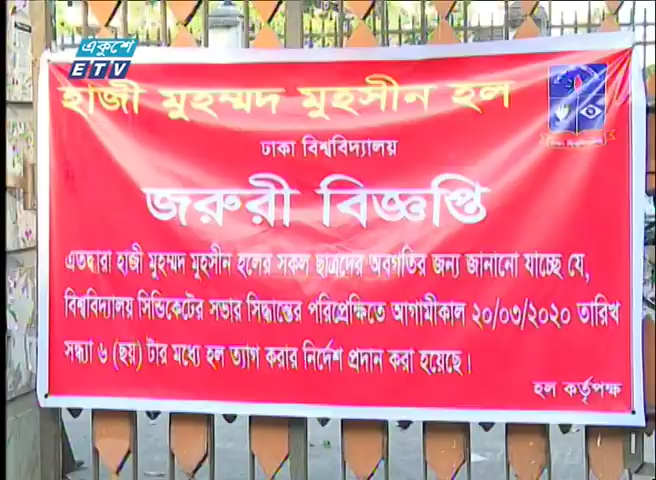 একুশে
ETV
হাজী মুহম্মদ মুহসীন হল
ঢাকা বিশ্ববিদ্যালয়
জরুরী বিজ্ঞপ্তি
এতদ্বারা হাজী মুহম্মদ মুহসীন হলের সকল ছাত্রদের অবগতির জন্য জানানো যাচ্ছে যে,
বিশ্ববিদ্যালয় সিন্ডিকেটের সভার সিদ্ধান্তের পরিপ্রেক্ষিতে আগামীকাল ২০/০৩/২০২০ তারিখ
সন্ধ্যা ৬ (ছয়) টার মধ্যে হল ত্যাগ করার নির্দেশ প্রদান করা হয়েছে।
হল কর্তৃপক্ষ